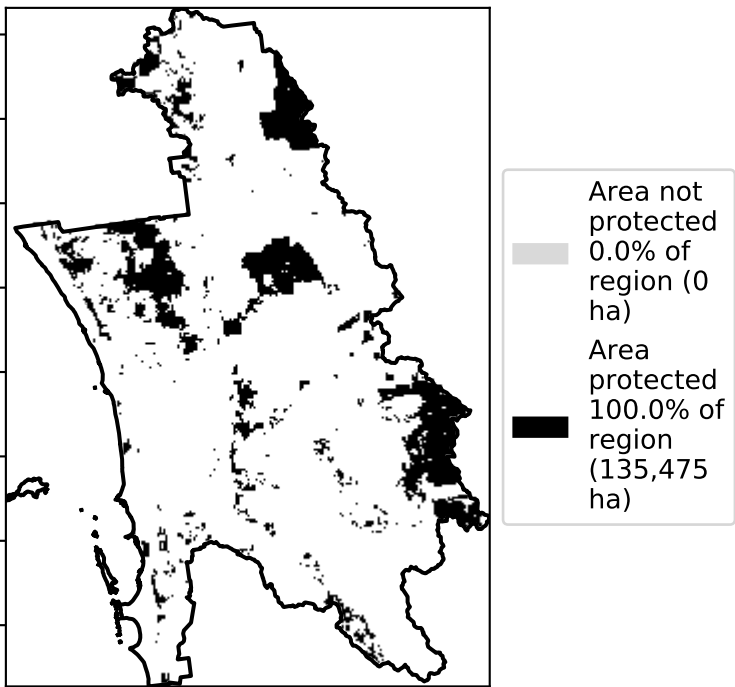 Area not
protected
0.0% of
region (0
ha)
Area
protected
100.0% of
region
(135,475
ha)